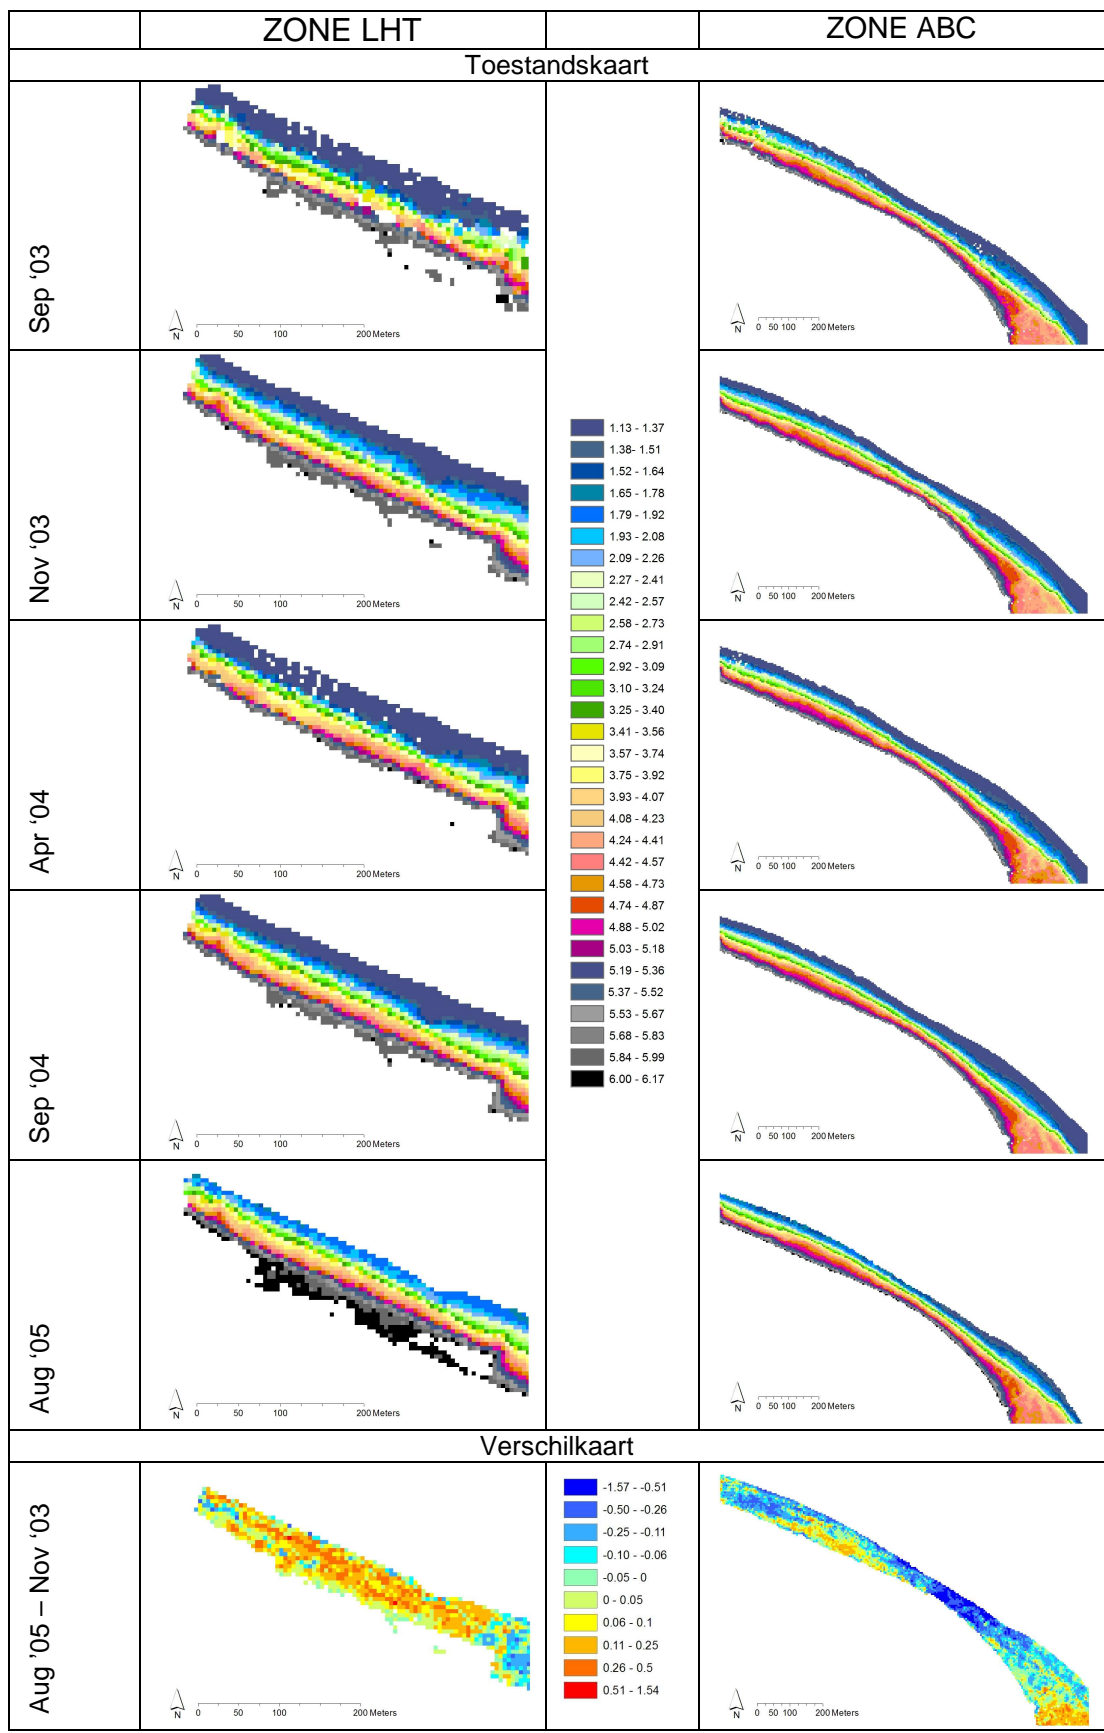 ZONE LHT ZONE ABC
Toestandskaart
Sep ‘03
N 0 50 100 200 Meters
N 0 50 100 200 Meters
Nov ‘03
N 0 50 100 200 Meters
1.13 - 1.37
1.38- 1.51
1.52 - 1.64
1.65 - 1.78
1.79 - 1.92
1.93 - 2.08
2.09 - 2.26
2.27 - 2.41
2.42 - 2.57
2.58 - 2.73
2.74 - 2.91
2.92 - 3.09
3.10 - 3.24
3.25 - 3.40
3.41 - 3.56
3.57 - 3.74
3.75 - 3.92
3.93 - 4.07
4.08 - 4.23
4.24 - 4.41
4.42 - 4.57
4.58 - 4.73
4.74 - 4.87
4.88 - 5.02
5.03 - 5.18
5.19 - 5.36
5.37 - 5.52
5.53 - 5.67
5.68 - 5.83
5.84 - 5.99
6.00 - 6.17
N 0 50 100 200 Meters
Apr ‘04
N 0 50 100 200 Meters
N 0 50 100 200 Meters
Sep ‘04
N 0 50 100 200 Meters
N 0 50 100 200 Meters
Aug ‘05
N 0 50 100 200 Meters
N 0 50 100 200 Meters
Verschilkaart
Aug ’05 – Nov ‘03
N 0 50 100 200 Meters
-1.57 - -0.51
-0.50 - -0.26
-0.25 - -0.11
-0.10 - -0.06
-0.05 - 0
0 - 0.05
0.06 - 0.1
0.11 - 0.25
0.26 - 0.5
0.51 - 1.54
N 0 50 100 200 Meters